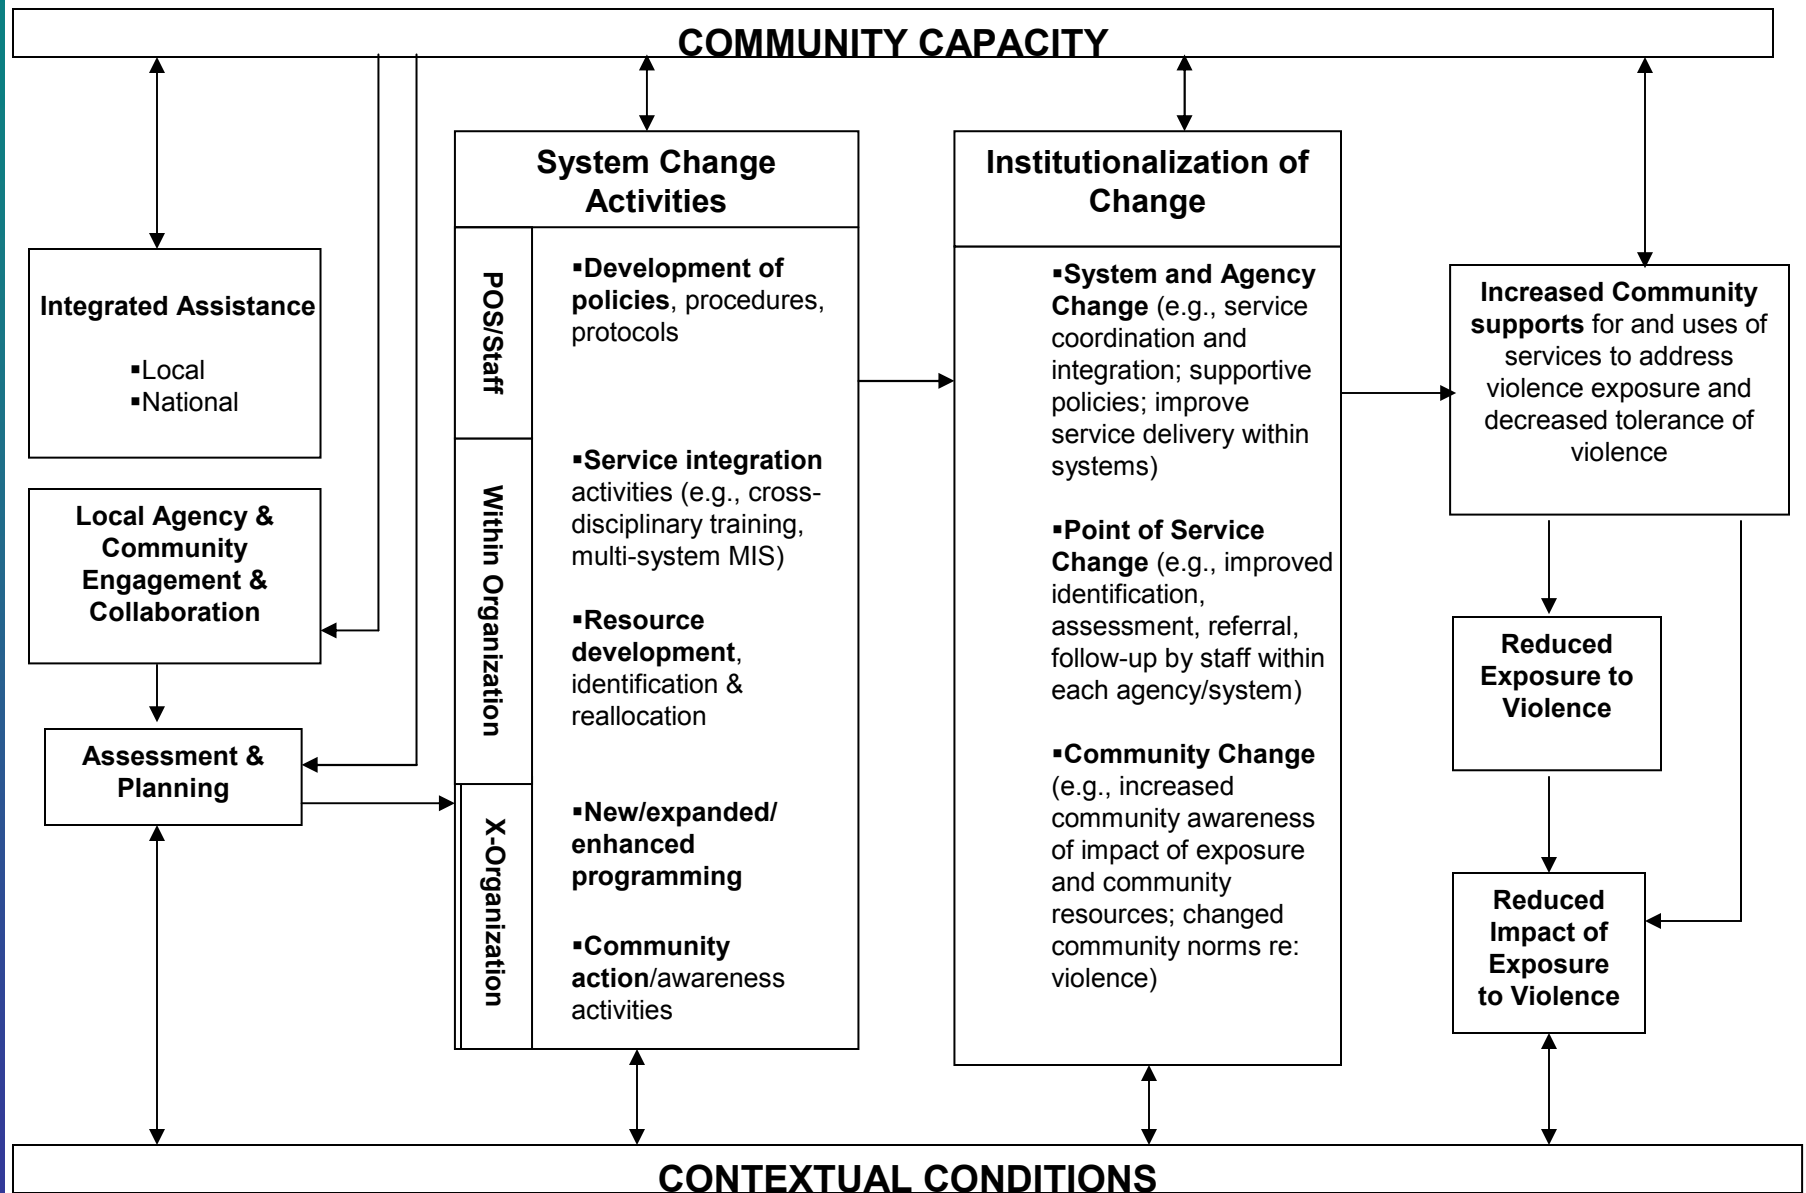 COMMUNITY CAPACITY
Integrated Assistance
▪Local
▪National
Local Agency &
Community
Engagement &
Collaboration
Assessment &
Planning
System Change
Activities
POS/Staff
Within Organization
X-Organization
▪Development of
policies, procedures,
protocols
▪Service integration
activities (e.g., cross-
disciplinary training,
multi-system MIS)
▪Resource
development,
identification &
reallocation
▪New/expanded/
enhanced
programming
▪Community
action/awareness
activities
Institutionalization of
Change
▪System and Agency
Change (e.g., service
coordination and
integration; supportive
policies; improve
service delivery within
systems)
▪Point of Service
Change (e.g., improved
identification,
assessment, referral,
follow-up by staff within
each agency/system)
▪Community Change
(e.g., increased
community awareness
of impact of exposure
and community
resources; changed
community norms re:
violence)
Increased Community
supports for and uses of
services to address
violence exposure and
decreased tolerance of
violence
Reduced
Exposure to
Violence
Reduced
Impact of
Exposure
to Violence
CONTEXTUAL CONDITIONS